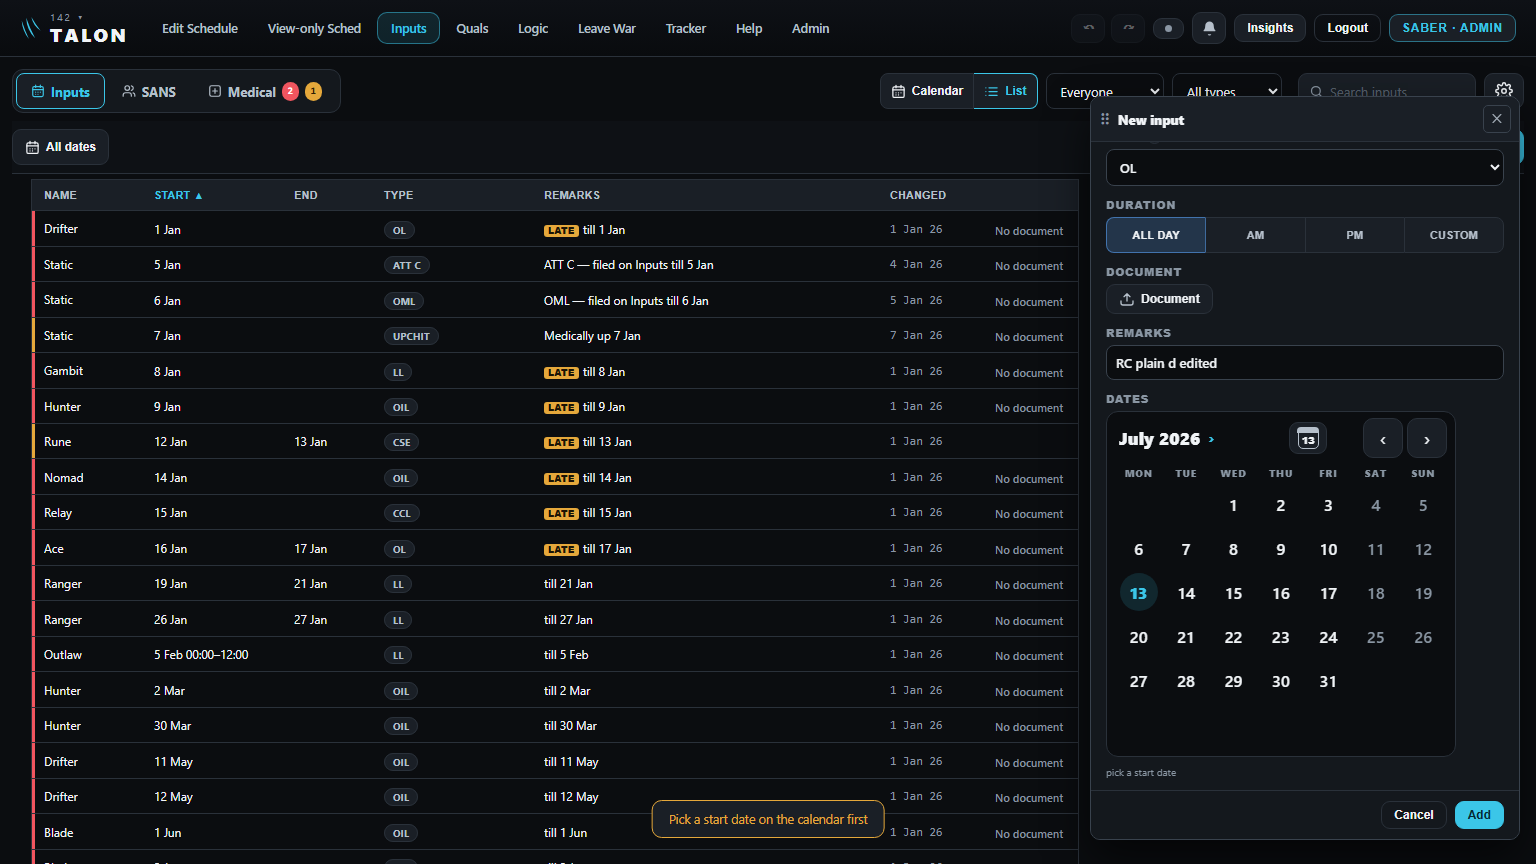 142 ▾
TALON
Edit Schedule
View-only Sched
Inputs
Quals
Logic
Leave War
Tracker
Help
Admin
Insights
Logout
SABER · ADMIN
Inputs
SANS
Medical 2 1
Calendar
List
Everyone
All types
Search inputs
All dates
NAME START ▲ END TYPE REMARKS CHANGED
Drifter 1 Jan OL LATE till 1 Jan 1 Jan 26 No document
Static 5 Jan ATT C ATT C — filed on Inputs till 5 Jan 4 Jan 26 No document
Static 6 Jan OML OML — filed on Inputs till 6 Jan 5 Jan 26 No document
Static 7 Jan UPCHIT Medically up 7 Jan 7 Jan 26 No document
Gambit 8 Jan LL LATE till 8 Jan 1 Jan 26 No document
Hunter 9 Jan OIL LATE till 9 Jan 1 Jan 26 No document
Rune 12 Jan 13 Jan CSE LATE till 13 Jan 1 Jan 26
Nomad 14 Jan OIL LATE till 14 Jan 1 Jan 26 No document
Relay 15 Jan CCL LATE till 15 Jan 1 Jan 26 No document
Ace 16 Jan 17 Jan OL LATE till 17 Jan 1 Jan 26 No document
Ranger 19 Jan 21 Jan LL till 21 Jan 1 Jan 26 No document
Ranger 26 Jan 27 Jan LL till 27 Jan 1 Jan 26 No document
Outlaw 5 Feb 00:00–12:00 LL till 5 Feb 1 Jan 26 No document
Hunter 2 Mar OIL till 2 Mar 1 Jan 26 No document
Hunter 30 Mar OIL till 30 Mar 1 Jan 26 No document
Drifter 11 May OIL till 11 May 1 Jan 26 No document
Drifter 12 May OIL till 12 May 1 Jan 26 No document
Blade 1 Jun OIL till 1 Jun 1 Jan 26 No document
Pick a start date on the calendar first
New input
OL
DURATION
ALL DAY AM PM CUSTOM
DOCUMENT
Document
REMARKS
RC plain d edited
DATES
July 2026 › 13 ‹ ›
MON TUE WED THU FRI SAT SUN
1 2 3 4 5
6 7 8 9 10 11 12
13 14 15 16 17 18 19
20 21 22 23 24 25 26
27 28 29 30 31
pick a start date
Cancel
Add